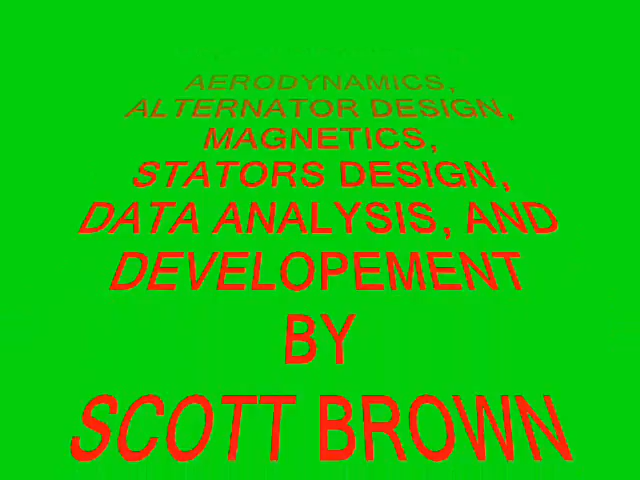 AERODYNAMICS,
ALTERNATOR DESIGN,
MAGNETICS,
STATORS DESIGN,
DATA ANALYSIS, AND
DEVELOPEMENT
BY
SCOTT BROWN